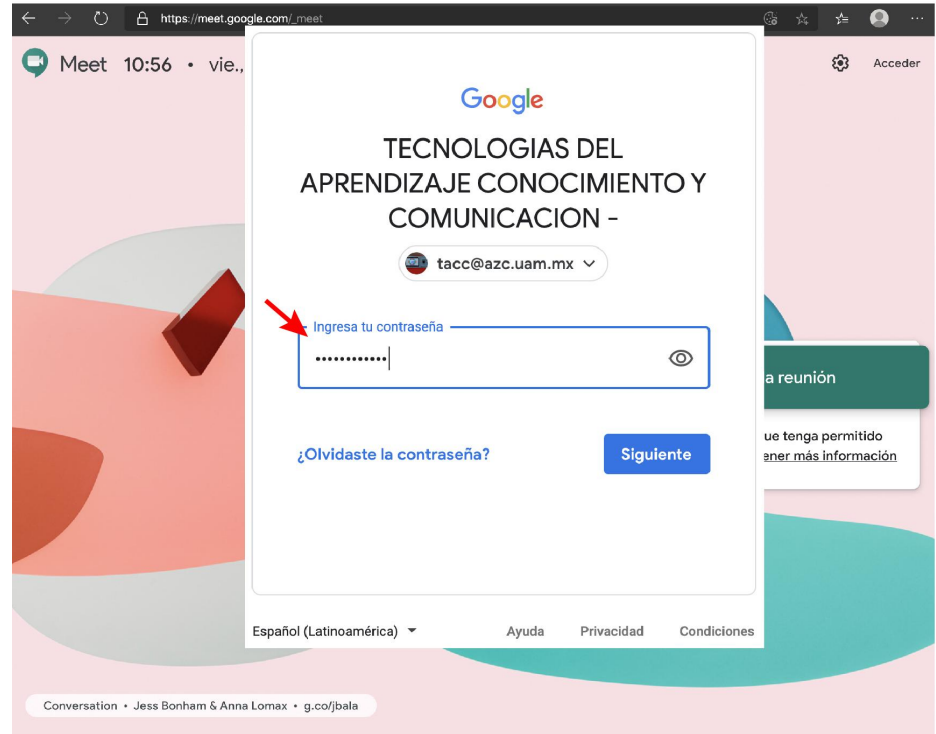 https://meet.google.com/_meet
Meet 10:56 • vie.,
Acceder
Google
TECNOLOGIAS DEL
APRENDIZAJE CONOCIMIENTO Y
COMUNICACION -
tacc@azc.uam.mx
Ingresa tu contraseña
••••••••••••
a reunión
ue tenga permitido
ener más información
¿Olvidaste la contraseña?
Siguiente
Español (Latinoamérica)
Ayuda
Privacidad
Condiciones
Conversation • Jess Bonham & Anna Lomax • g.co/jbala